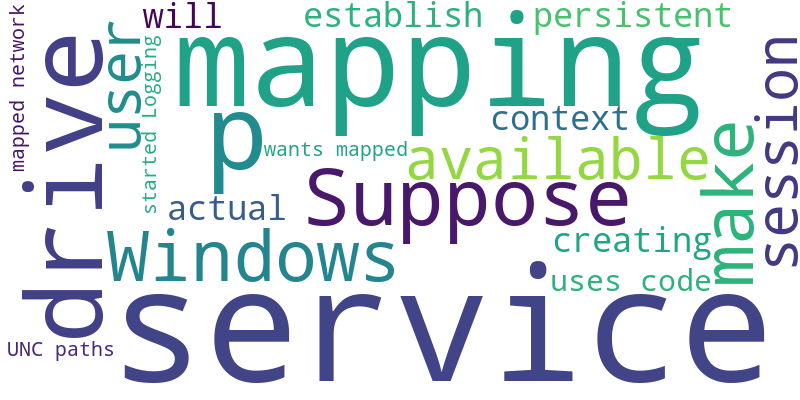 mapped network
will
establish
persistent
drive
user
started Logging
mapping
session
p
context
wants mapped
available
make
actual
Suppose
Windows
creating
uses code
service
UNC paths